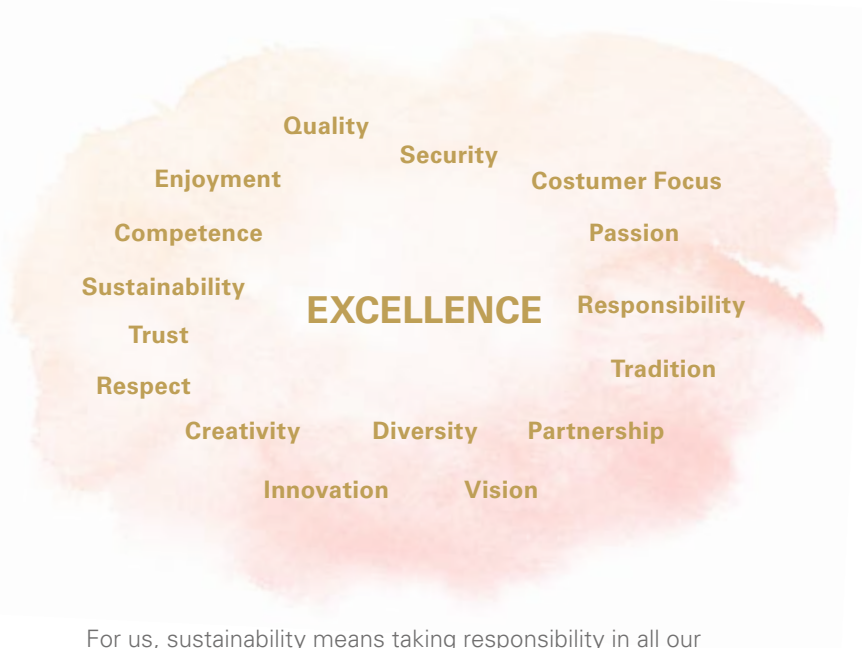 Quality
Security
Enjoyment
Costumer Focus
Competence
Passion
Sustainability
EXCELLENCE
Responsibility
Trust
Tradition
Respect
Creativity
Diversity
Partnership
Innovation
Vision
For us, sustainability means taking responsibility in all our